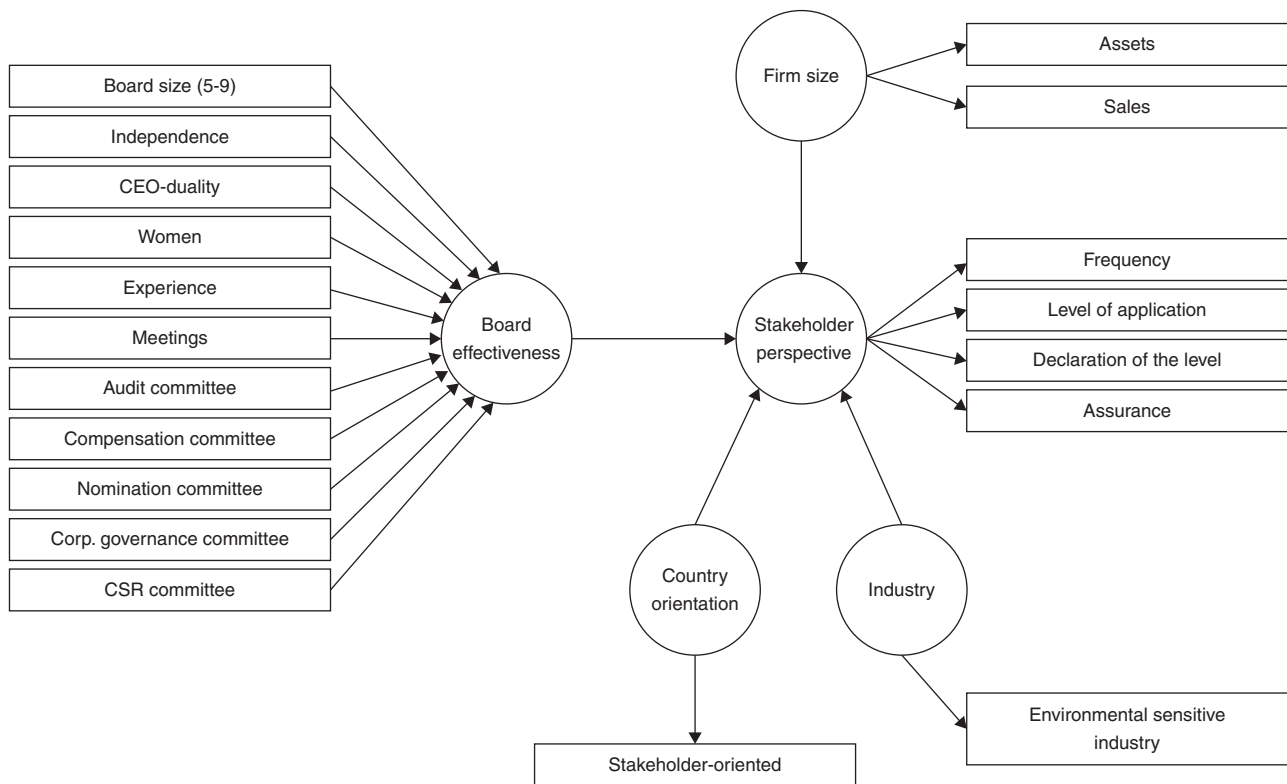 Board size (5-9)
Independence
CEO-duality
Women
Experience
Meetings
Audit committee
Compensation committee
Nomination committee
Corp. governance committee
CSR committee
Board
effectiveness
Firm size
Assets
Sales
Stakeholder
perspective
Frequency
Level of application
Declaration of the level
Assurance
Country
orientation
Industry
Stakeholder-oriented
Environmental sensitive
industry